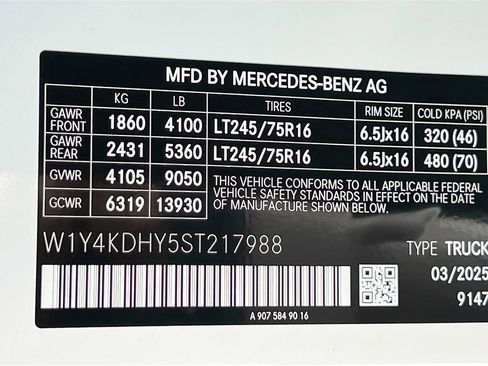 MFD BY MERCEDES-BENZ AG
KG LB TIRES RIM SIZE COLD KPA (PSI)
GAWR FRONT 1860 4100 LT245/75R16 6.5Jx16 320 (46)
GAWR REAR 2431 5360 LT245/75R16 6.5Jx16 480 (70)
GVWR 4105 9050 THIS VEHICLE CONFORMS TO ALL APPLICABLE FEDERAL
VEHICLE SAFETY STANDARDS IN EFFECT ON THE DATE OF
GCWR 6319 13930 MANUFACTURE SHOWN ABOVE.
W1Y4KDHY5ST217988 TYPE TRUCK
03/2025
9147
A 907 584 90 16